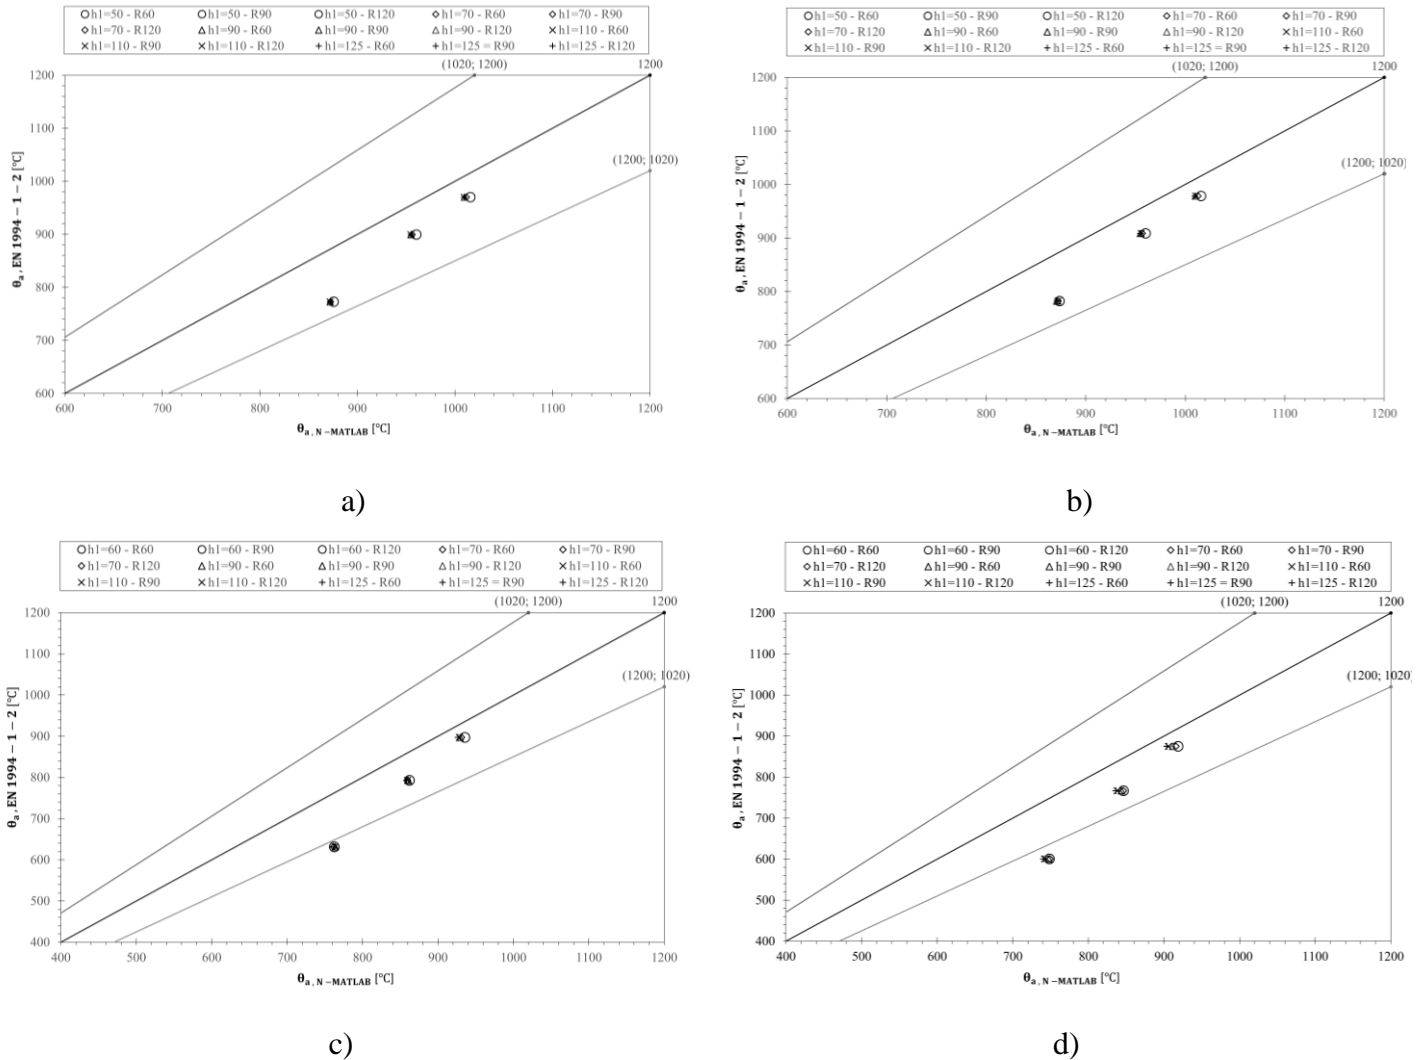 h1=50 - R60 h1=50 - R90 h1=50 - R120 h1=70 - R60 h1=70 - R90
h1=70 - R120 h1=90 - R60 h1=90 - R90 h1=90 - R120 h1=110 - R60
h1=110 - R90 h1=110 - R120 h1=125 - R60 h1=125 = R90 h1=125 - R120
(1020; 1200) 1200
1200
1100
(1200; 1020)
1000
900
800
700
600
600 700 800 900 1000 1100 1200
θa, EN 1994 − 1 − 2 [°C]
θa, N −MATLAB [°C]
a)
h1=50 - R60 h1=50 - R90 h1=50 - R120 h1=70 - R60 h1=70 - R90
h1=70 - R120 h1=90 - R60 h1=90 - R90 h1=90 - R120 h1=110 - R60
h1=110 - R90 h1=110 - R120 h1=125 - R60 h1=125 = R90 h1=125 - R120
(1020; 1200) 1200
1200
1100
(1200; 1020)
1000
900
800
700
600
600 700 800 900 1000 1100 1200
θa, EN 1994 − 1 − 2 [°C]
θa, N −MATLAB [°C]
b)
h1=60 - R60 h1=60 - R90 h1=60 - R120 h1=70 - R60 h1=70 - R90
h1=70 - R120 h1=90 - R60 h1=90 - R90 h1=90 - R120 h1=110 - R60
h1=110 - R90 h1=110 - R120 h1=125 - R60 h1=125 = R90 h1=125 - R120
(1020; 1200) 1200
1200
1100
(1200; 1020)
1000
900
800
700
600
500
400
400 500 600 700 800 900 1000 1100 1200
θa, EN 1994 − 1 − 2 [°C]
θa, N −MATLAB [°C]
c)
h1=60 - R60 h1=60 - R90 h1=60 - R120 h1=70 - R60 h1=70 - R90
h1=70 - R120 h1=90 - R60 h1=90 - R90 h1=90 - R120 h1=110 - R60
h1=110 - R90 h1=110 - R120 h1=125 - R60 h1=125 = R90 h1=125 - R120
(1020; 1200) 1200
1200
1100
(1200; 1020)
1000
900
800
700
600
500
400
400 500 600 700 800 900 1000 1100 1200
θa, EN 1994 − 1 − 2 [°C]
θa, N −MATLAB [°C]
d)